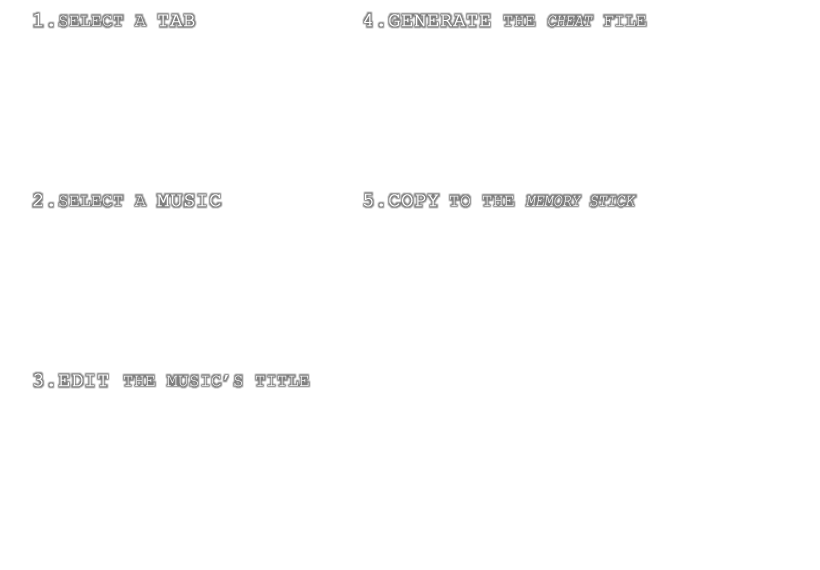 1.SELECT A TAB
2.SELECT A MUSIC
3.EDIT THE MUSIC'S TITLE
4.GENERATE THE CHEAT FILE
5.COPY TO THE MEMORY STICK